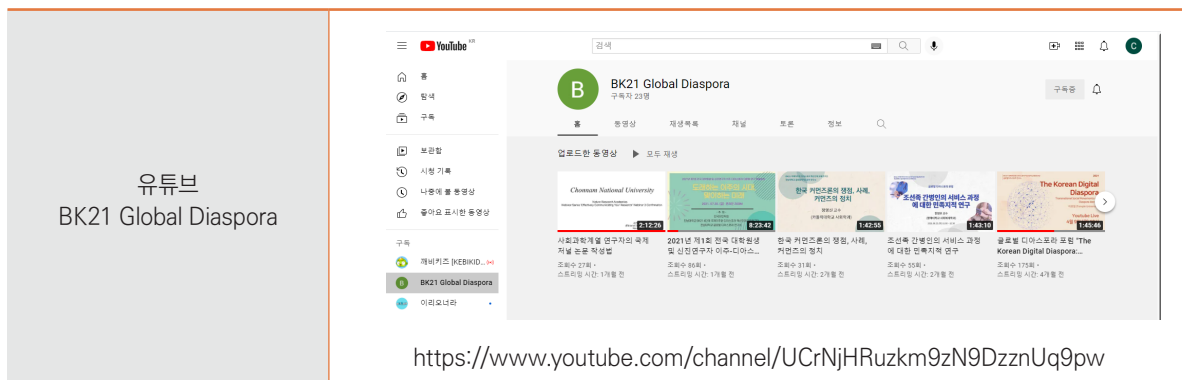 유튜브
BK21 Global Diaspora
YouTube KR
검색
C
홈
탐색
구독
보관함
시청 기록
나중에 볼 동영상
좋아요 표시한 동영상
구독
깨비키즈 [KEBIKID...
BK21 Global Diaspora
이리오너라
B
BK21 Global Diaspora
구독자 23명
구독중
홈 동영상 재생목록 채널 토론 정보
업로드한 동영상 ▶ 모두 재생
Chonnam National University
2:12:26
사회과학계열 연구자의 국제
저널 논문 작성법
조회수 27회 •
스트리밍 시간: 1개월 전
8:23:42
2021년 제1회 전국 대학원생
및 신진연구자 이주-디아스...
조회수 86회 •
스트리밍 시간: 1개월 전
한국 커먼즈론의 쟁점, 사례,
커먼즈의 정치
1:42:55
한국 커먼즈론의 쟁점, 사례,
커먼즈의 정치
조회수 31회 •
스트리밍 시간: 2개월 전
조선족 간병인의 서비스 과정
에 대한 민족지적 연구
1:43:10
조선족 간병인의 서비스 과정
에 대한 민족지적 연구
조회수 55회 •
스트리밍 시간: 2개월 전
The Korean Digital
Diaspora
Youtube Live
1:45:46
글로벌 디아스포라 포럼 "The
Korean Digital Diaspora:...
조회수 175회 •
스트리밍 시간: 4개월 전
https://www.youtube.com/channel/UCrNjHRuzkm9zN9DzznUq9pw